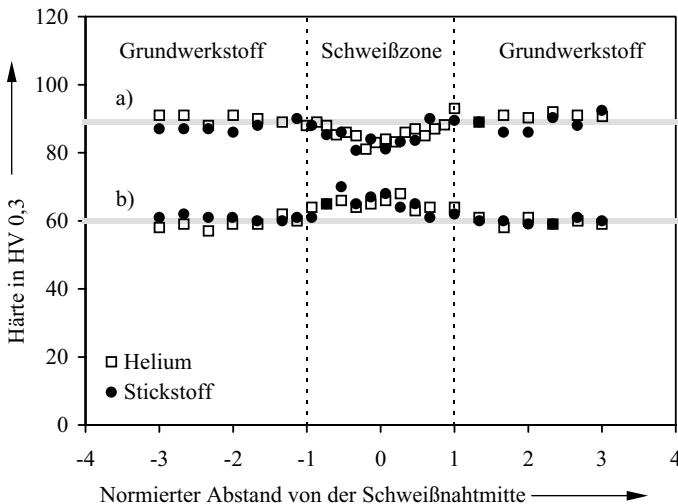 120
100
80
60
40
20
0
Härte in HV 0,3
Grundwerkstoff Schweißzone Grundwerkstoff
a)
b)
Helium
Stickstoff
-4 -3 -2 -1 0 1 2 3 4
Normierter Abstand von der Schweißnahtmitte